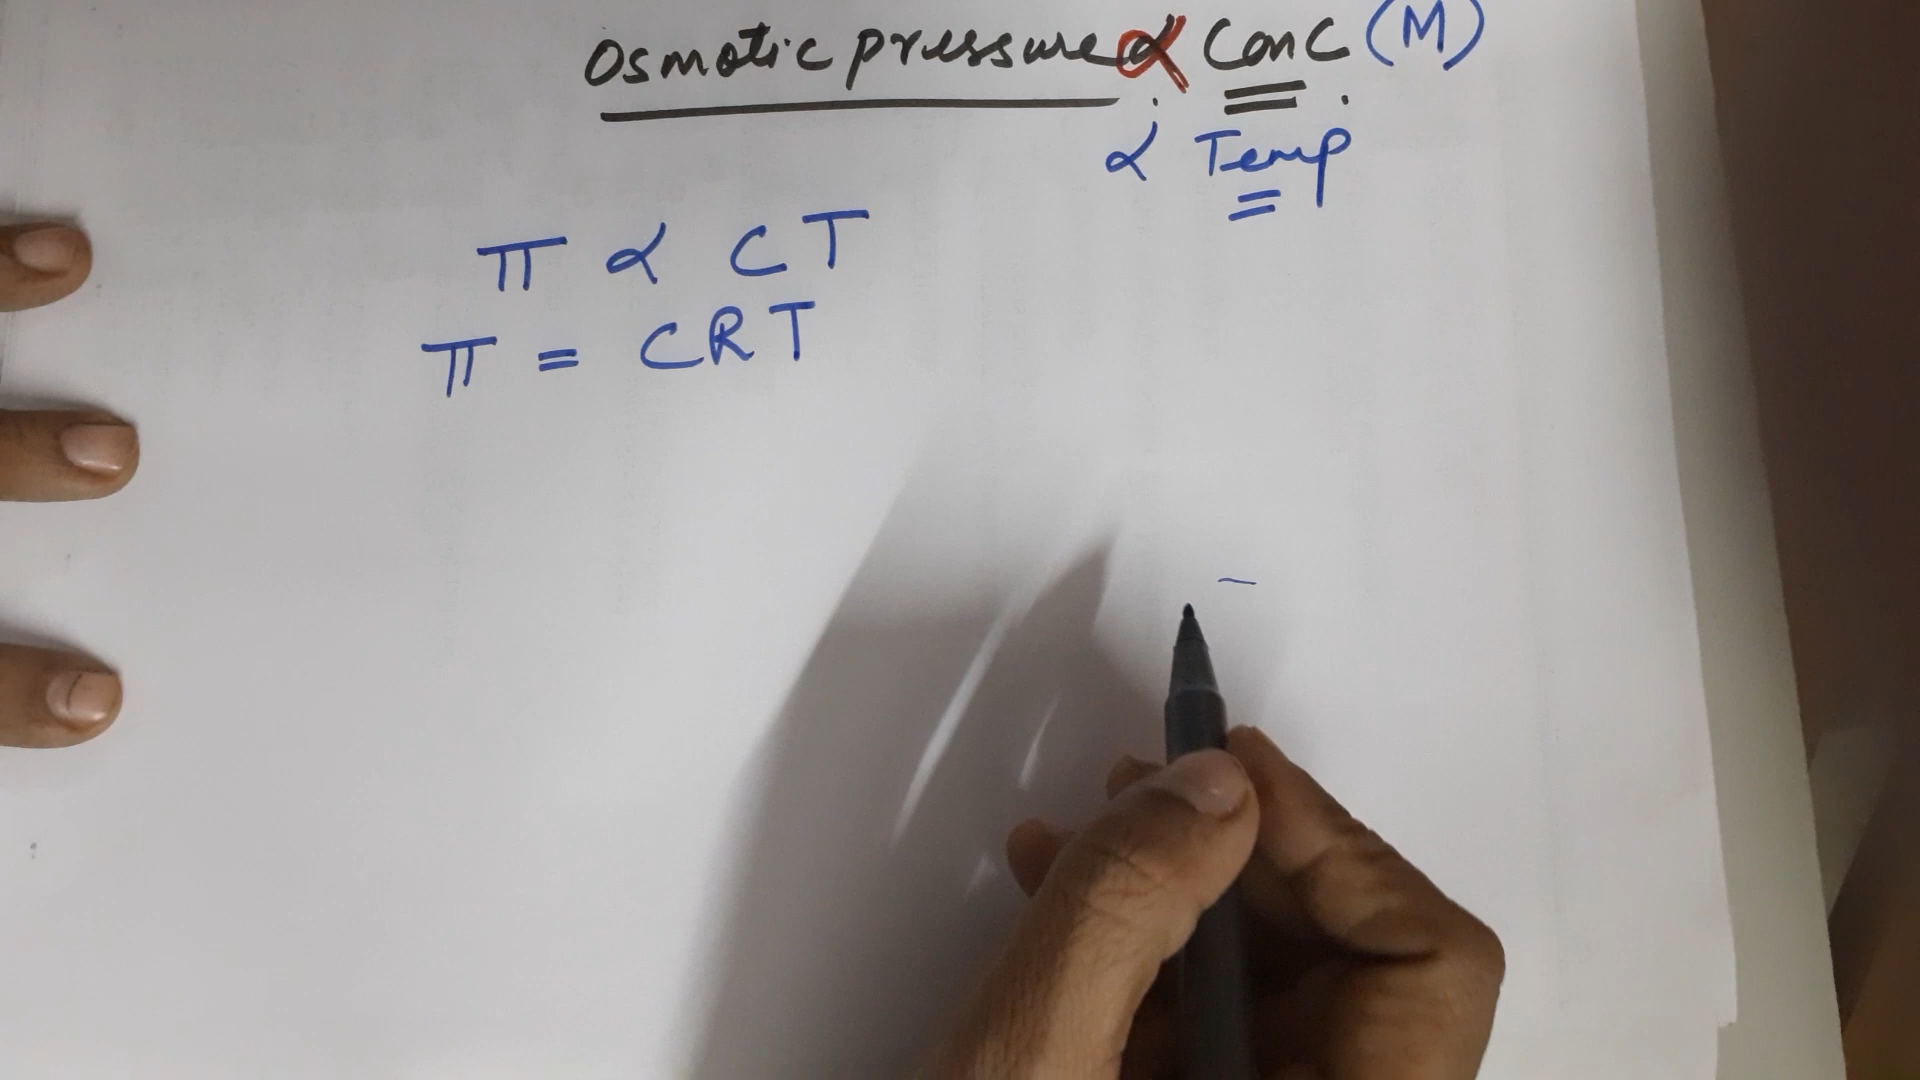 Osmotic pressure α Conc (M)
α Temp
π α CT
π = CRT